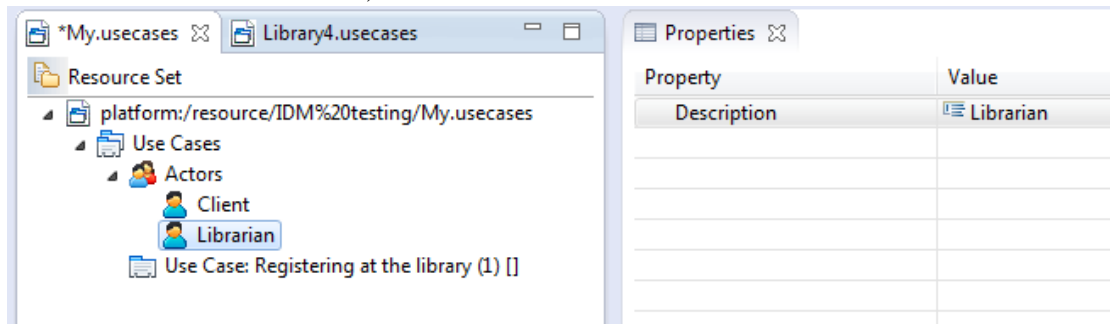 *My.usecases Library4.usecases
Resource Set
platform:/resource/IDM%20testing/My.usecases
Use Cases
Actors
Client
Librarian
Use Case: Registering at the library (1) []
Properties
Property Value
Description Librarian